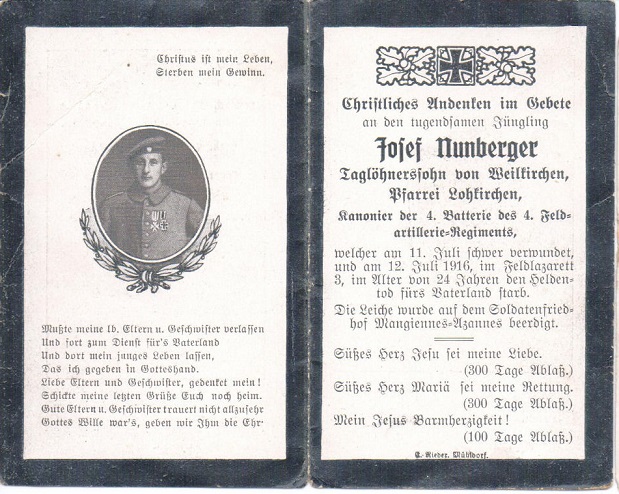 Christus ist mein Leben,
Sterben mein Gewinn.
Mußte meine lb. Eltern u. Geschwister verlassen
Und fort zum Dienst für's Vaterland
Und dort mein junges Leben lassen,
Das ich gegeben in Gotteshand.
Liebe Eltern und Geschwister, gedenket mein!
Schickte meine letzten Grüße Euch noch heim.
Gute Eltern u. Geschwister trauert nicht allzusehr
Gottes Wille war's, geben wir Ihm die Ehr-
Christliches Andenken im Gebete
an den tugendsamen Jüngling
Josef Nunberger
Taglöhnerssohn von Weilkirchen,
Pfarrei Lohkirchen,
Kanonier der 4. Batterie des 4. Feld-
artillerie-Regiments,
welcher am 11. Juli schwer verwundet,
und am 12. Juli 1916, im Feldlazarett
3, im Alter von 24 Jahren den Helden-
tod fürs Vaterland starb.
Die Leiche wurde auf dem Soldatenfried-
hof Mangiennes-Azannes beerdigt.
Süßes Herz Jesu sei meine Liebe.
(300 Tage Ablaß.)
Süßes Herz Mariä sei meine Rettung.
(300 Tage Ablaß.)
Mein Jesus Barmherzigkeit!
(100 Tage Ablaß.)
E. Rieder, Mühldorf.